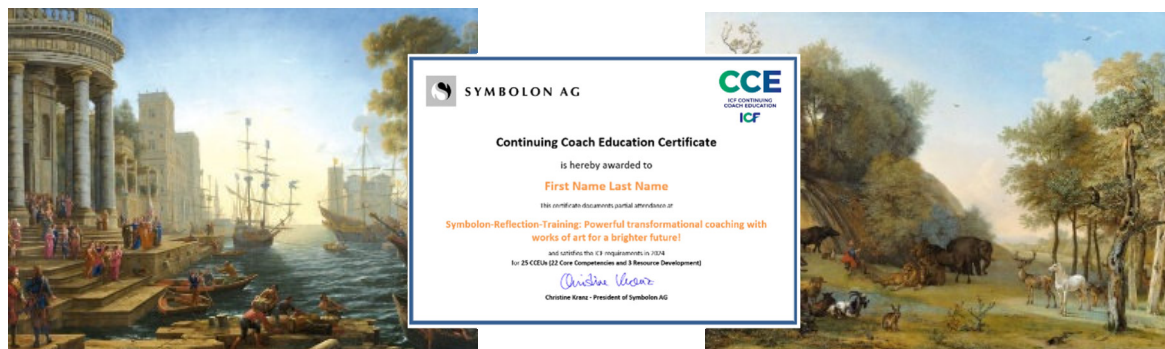 SYMBOLON AG
CCE
ICF CONTINUING
COACH EDUCATION
ICF
Continuing Coach Education Certificate
is hereby awarded to
First Name Last Name
This certificate documents partial attendance at
Symbolon-Reflection-Training: Powerful transformational coaching with
works of art for a brighter future!
and satisfies the ICF requirements in 2024
for 25 CCEUs (22 Core Competencies and 3 Resource Development)
Christine Kranz
Christine Kranz - President of Symbolon AG